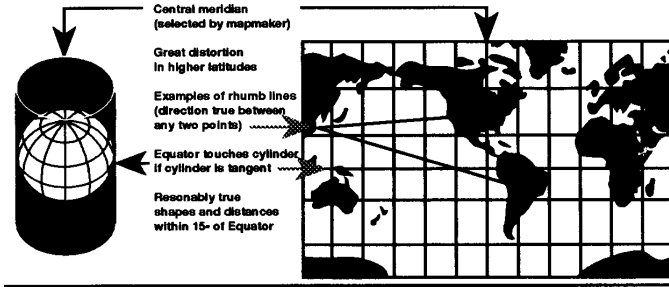 Central meridian
(selected by mapmaker)
Great distortion
in higher latitudes
Examples of rhumb lines
(direction true between
any two points)
Equator touches cylinder
if cylinder is tangent
Resonably true
shapes and distances
within 15- of Equator